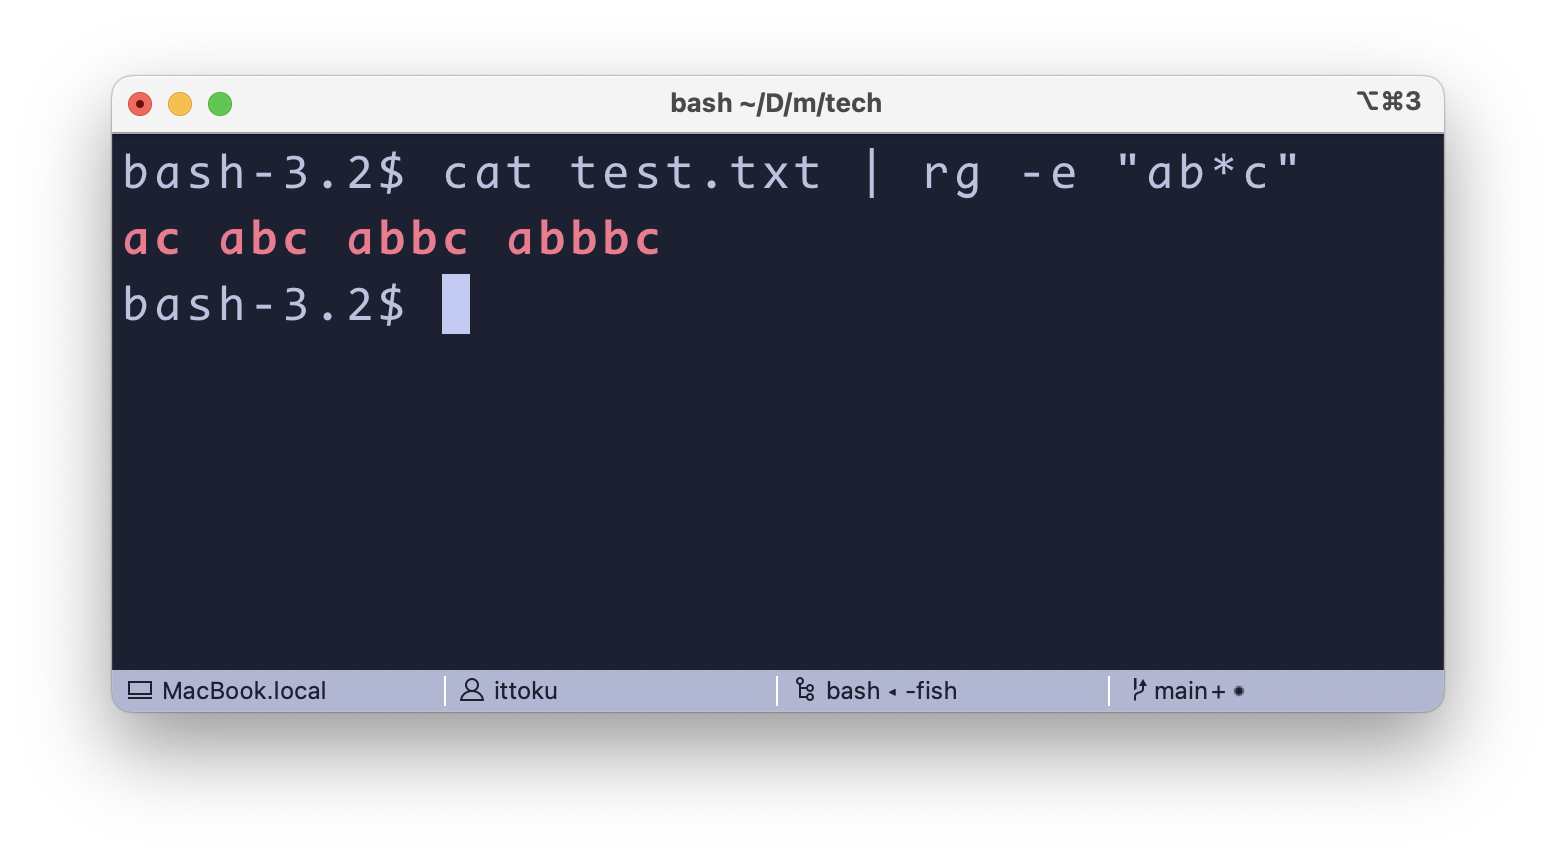 bash ~/D/m/tech
⌥⌘3
bash-3.2$ cat test.txt | rg -e "ab*c"
ac abc abbc abbbc
bash-3.2$
MacBook.local
ittoku
bash ◂ -fish
main+ •